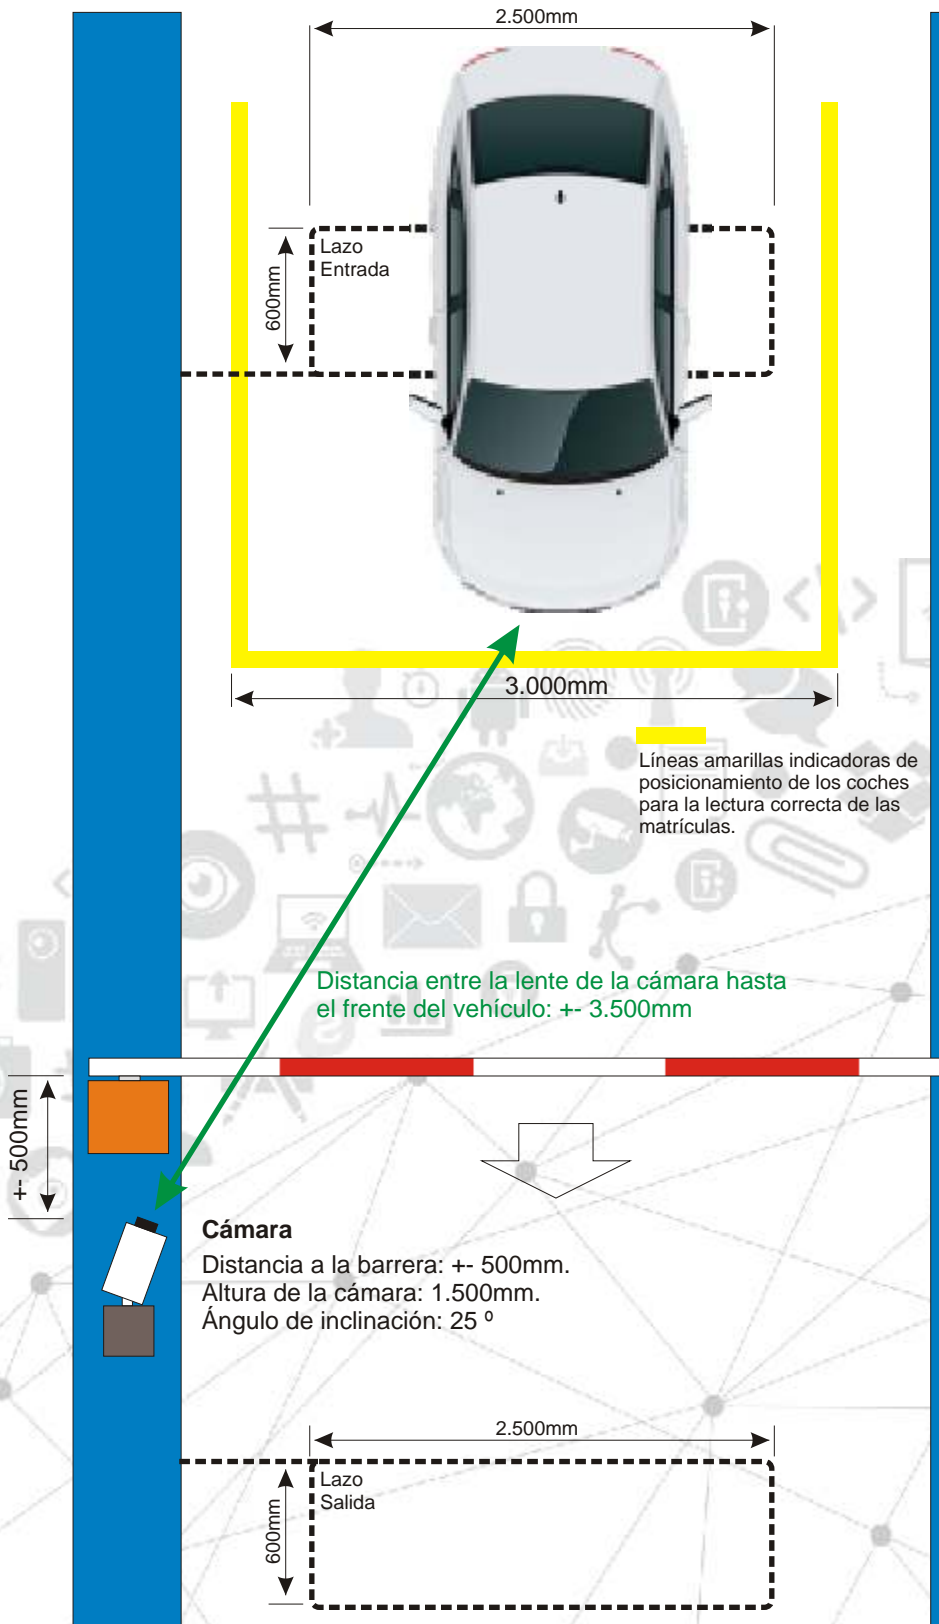 2.500mm
Lazo
Entrada
600mm
3.000mm
Líneas amarillas indicadoras de
posicionamiento de los coches
para la lectura correcta de las
matrículas.
Distancia entre la lente de la cámara hasta
el frente del vehículo: +- 3.500mm
+- 500mm
Cámara
Distancia a la barrera: +- 500mm.
Altura de la cámara: 1.500mm.
Ángulo de inclinación: 25 º
2.500mm
Lazo
Salida
600mm